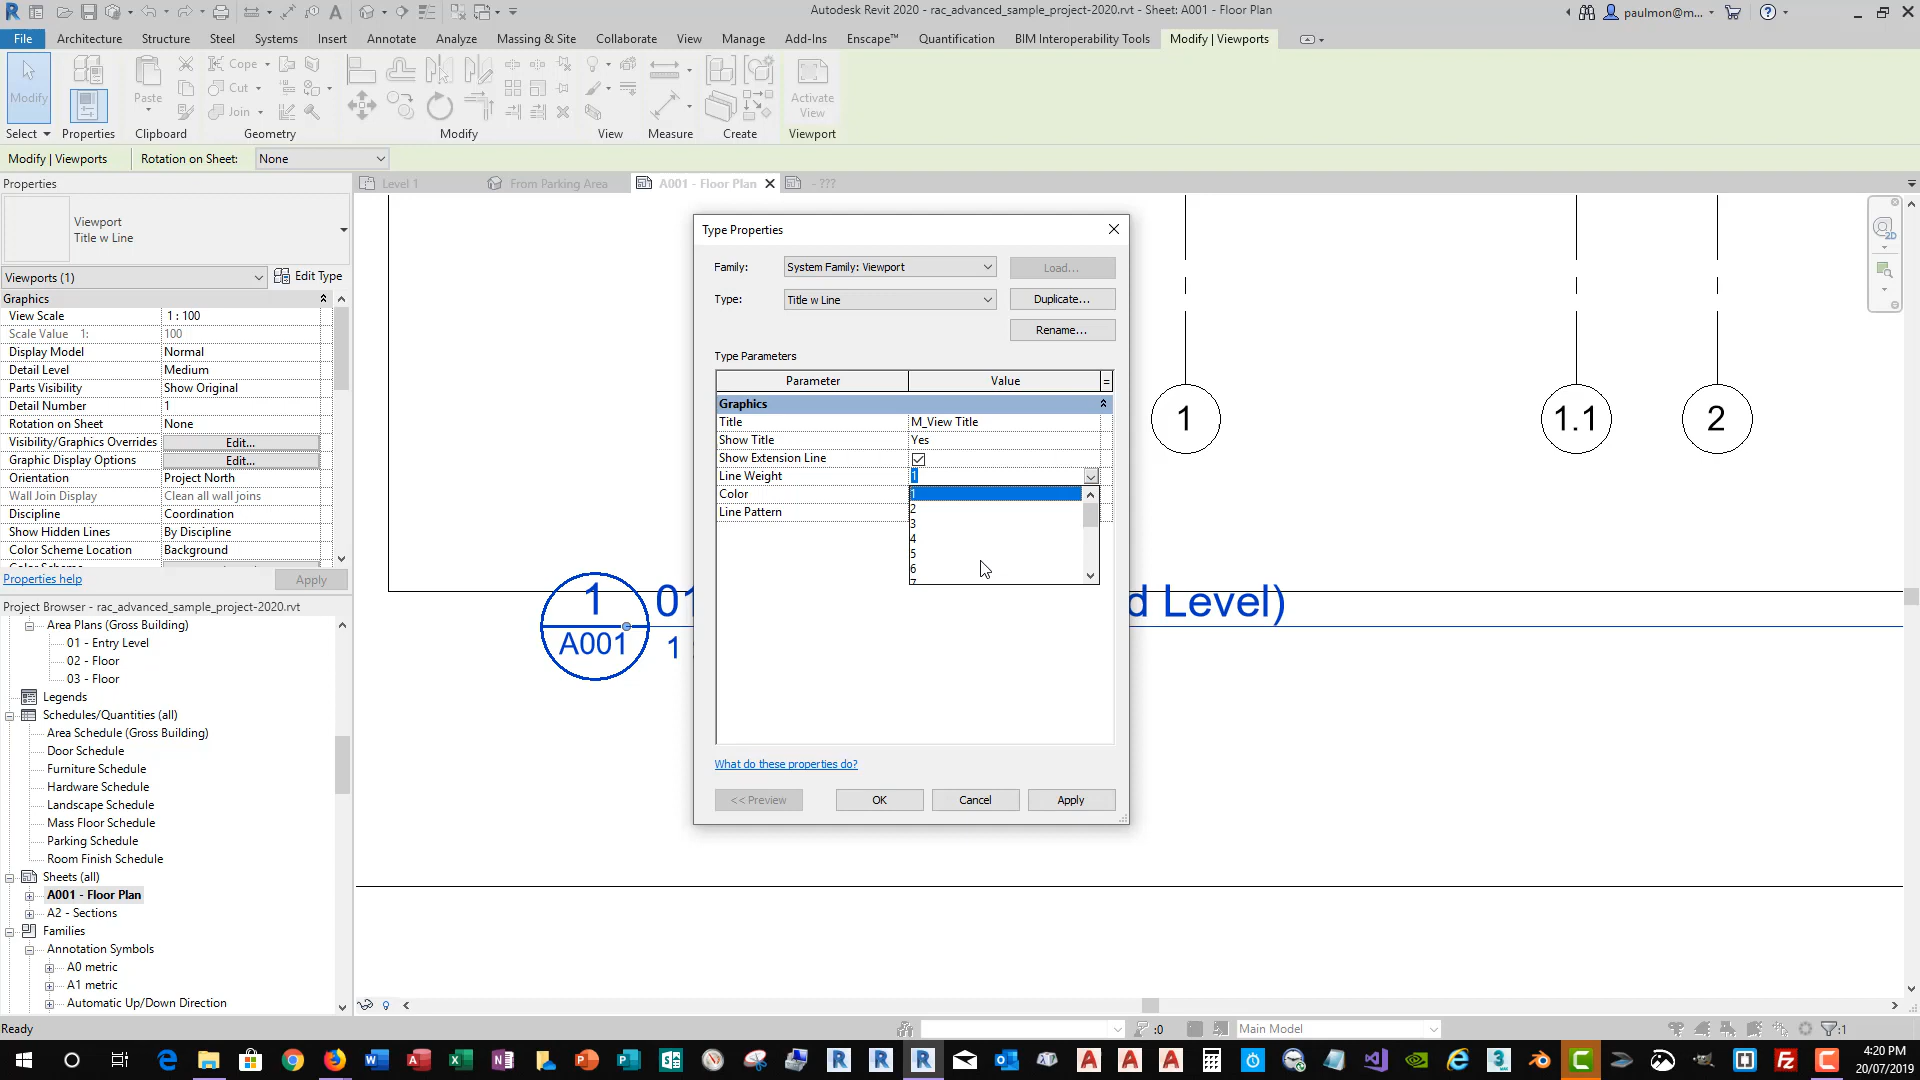 Autodesk Revit 2020 - rac_advanced_sample_project-2020.rvt - Sheet: A001 - Floor Plan
paulmon@m...
File Architecture Structure Steel Systems Insert Annotate Analyze Massing & Site Collaborate View Manage Add-Ins Enscape™ Quantification BIM Interoperability Tools Modify | Viewports
Modify
Paste
Cope
Cut
Join
Activate
View
Select Properties Clipboard Geometry Modify View Measure Create Viewport
Modify | Viewports Rotation on Sheet: None
Properties
Viewport
Title w Line
Viewports (1) Edit Type
Graphics
View Scale 1 : 100
Scale Value 1: 100
Display Model Normal
Detail Level Medium
Parts Visibility Show Original
Detail Number 1
Rotation on Sheet None
Visibility/Graphics Overrides Edit...
Graphic Display Options Edit...
Orientation Project North
Wall Join Display Clean all wall joins
Discipline Coordination
Show Hidden Lines By Discipline
Color Scheme Location Background
Properties help Apply
Project Browser - rac_advanced_sample_project-2020.rvt
Area Plans (Gross Building)
01 - Entry Level
02 - Floor
03 - Floor
Legends
Schedules/Quantities (all)
Area Schedule (Gross Building)
Door Schedule
Furniture Schedule
Hardware Schedule
Landscape Schedule
Mass Floor Schedule
Parking Schedule
Room Finish Schedule
Sheets (all)
A001 - Floor Plan
A2 - Sections
Families
Annotation Symbols
A0 metric
A1 metric
Automatic Up/Down Direction
Level 1 From Parking Area A001 - Floor Plan - ???
Type Properties
Family: System Family: Viewport Load...
Type: Title w Line Duplicate...
Rename...
Type Parameters
Parameter Value =
Graphics
Title M_View Title
Show Title Yes
Show Extension Line
Line Weight 1
Color
Line Pattern
1
2
3
4
5
6
7
What do these properties do?
<< Preview OK Cancel Apply
1 1.1 2
1
A001
01
d Level)
1
2D
Ready
:0
Main Model
:1
4:20 PM
20/07/2019